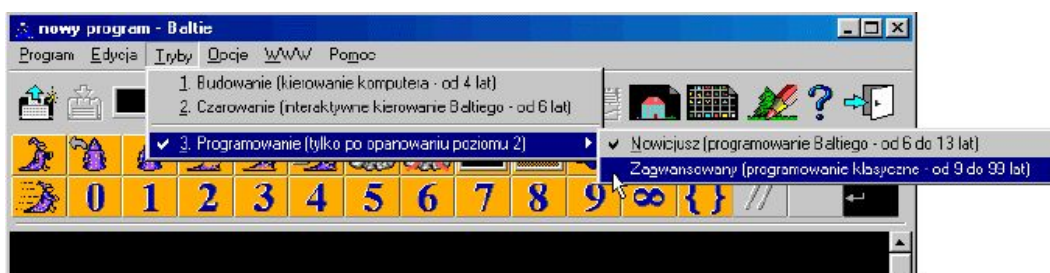 nowy program - Baltie
Program Edycja Tryby Opcje WWW Pomoc
1. Budowanie (kierowanie komputera - od 4 lat)
2. Czarowanie (interaktywne kierowanie Baltiego - od 6 lat)
3. Programowanie (tylko po opanowaniu poziomu 2)
Nowicjusz (programowanie Baltiego - od 6 do 13 lat)
Zaawansowany (programowanie klasyczne - od 9 do 99 lat)
0 1 2 3 4 5 6 7 8 9 ∞ { } //